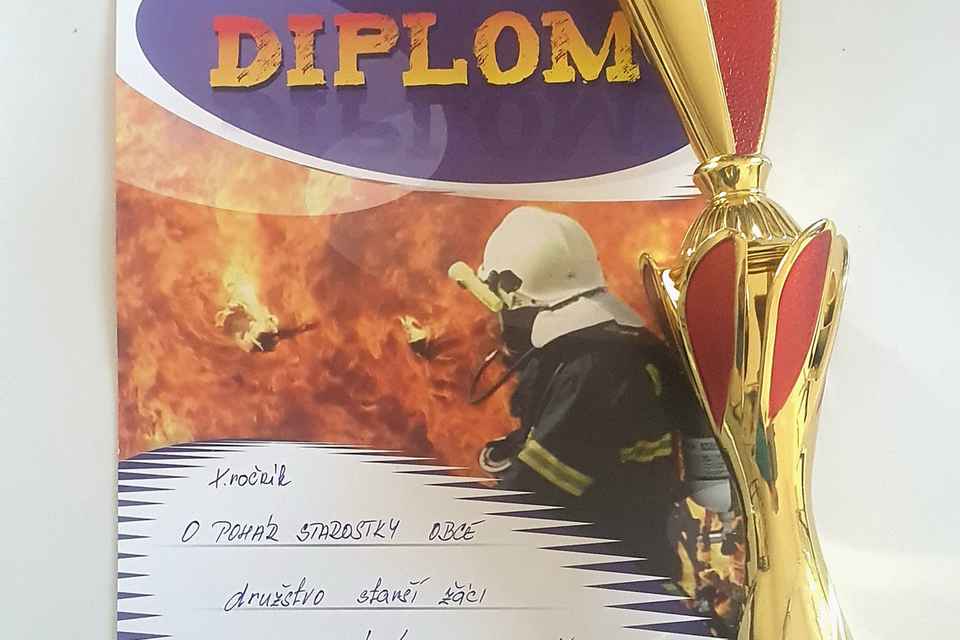 DIPLOM
X. ročník
O POHÁR STAROSTKY OBCE
družstvo starší žáci